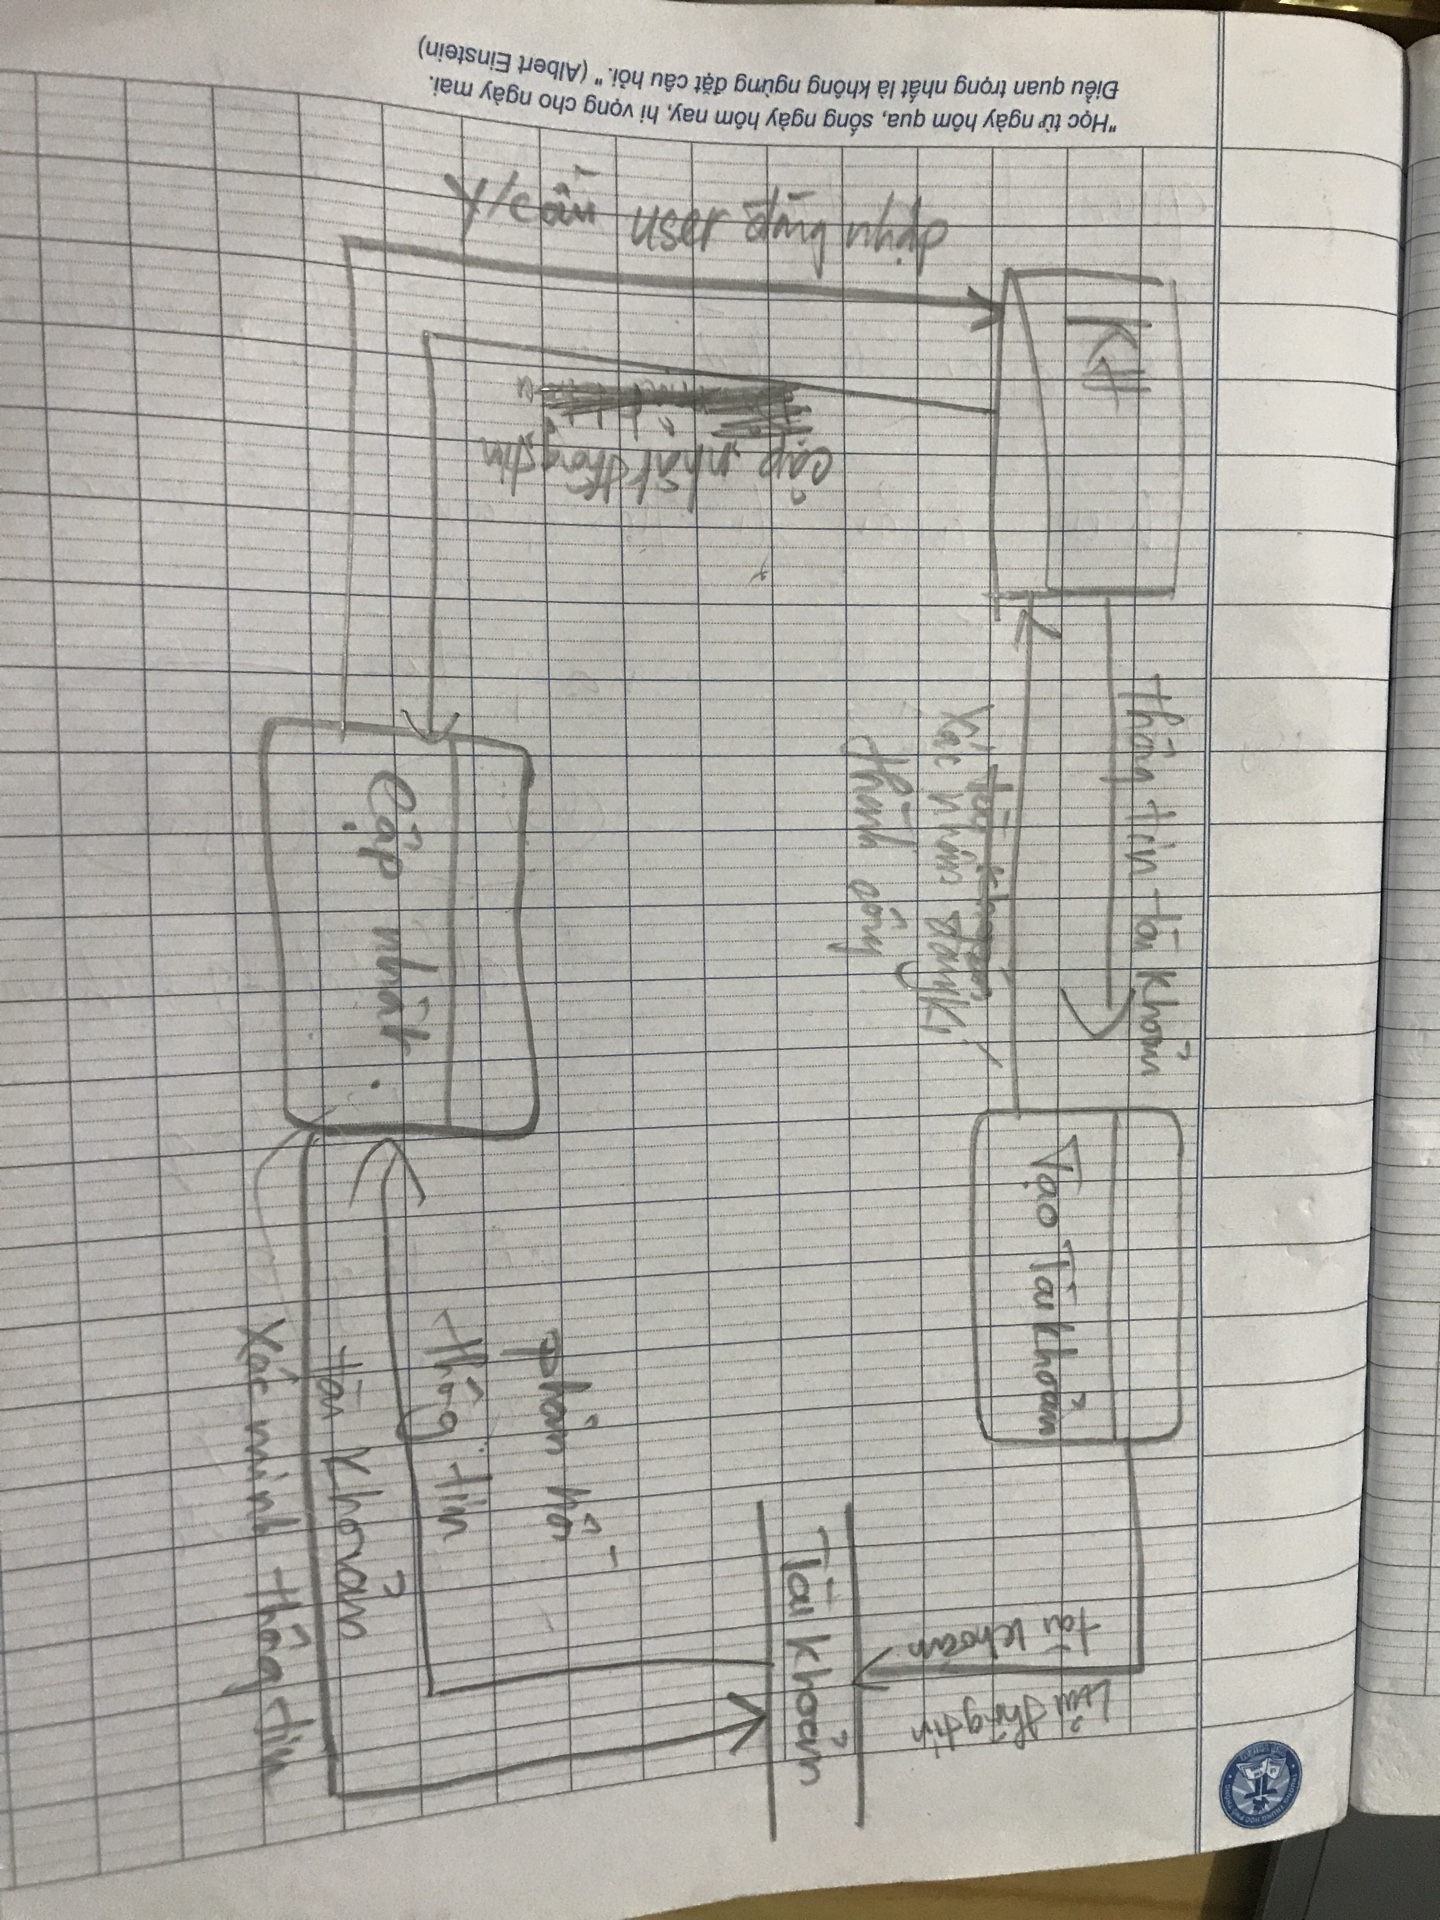 "Học từ ngày hôm qua, sống ngày hôm nay, hi vọng cho ngày mai.
Điều quan trọng nhất là không ngừng đặt câu hỏi." (Albert Einstein)
Y/cầu user đăng nhập
KH
cập nhật thông tin
Thông tin tài khoản
Xác nhận đăng kí
thành công
Tạo Tài khoản
Cập nhật
phản hồi
thông tin
tài khoản
Xác minh thông tin
Tài khoản
Lưu thông tin
tài khoản